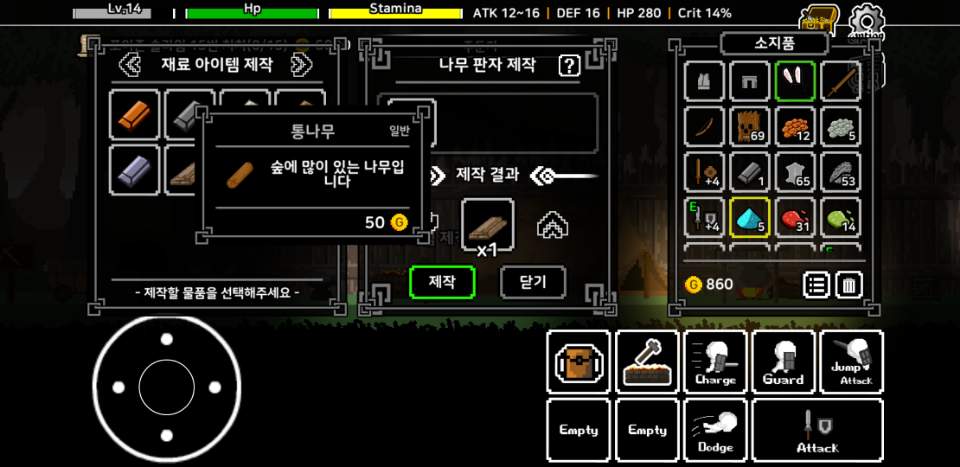 Lv.14
Hp
Stamina
ATK 12~16 | DEF 16 | HP 280 | Crit 14%
재료 아이템 제작
나무 판자 제작
?
소지품
통나무
일반
숲에 많이 있는 나무입
니다
50 G
제작 결과
x1
제작
닫기
- 제작할 물품을 선택해주세요 -
69
12
5
+4
1
65
53
E
+4
5
31
14
G 860
Charge
Guard
Jump
Attack
Empty
Empty
Dodge
Attack